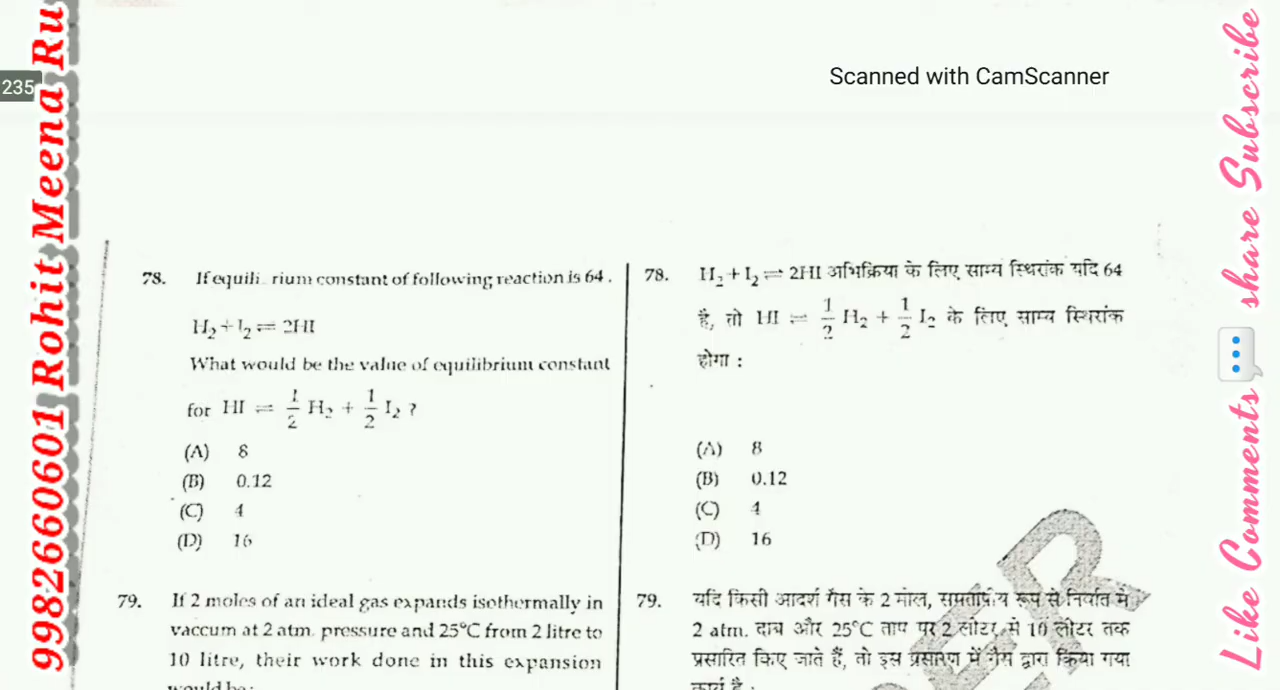 235
9982660601 Rohit Meena Ru
Scanned with CamScanner
78. If equili rium constant of following reaction is 64 .
H₂ + I₂ ⇌ 2HI
What would be the value of equilibrium constant
for HI ⇌ 1/2 H₂ + 1/2 I₂ ?
(A) 8
(B) 0.12
(C) 4
(D) 16
79. If 2 moles of an ideal gas expands isothermally in
vaccum at 2 atm. pressure and 25°C from 2 litre to
10 litre, their work done in this expansion
would be:
78. H₂ + I₂ ⇌ 2HI अभिक्रिया के लिए साम्य स्थिरांक यदि 64
है, तो HI ⇌ 1/2 H₂ + 1/2 I₂ के लिए साम्य स्थिरांक
होगा :
(A) 8
(B) 0.12
(C) 4
(D) 16
79. यदि किसी आदर्श गैस के 2 मोल, समतापीय रूप से निर्वात में
2 atm. दाब और 25°C ताप पर 2 लीटर से 10 लीटर तक
प्रसारित किए जाते हैं, तो इस प्रसारण में गैस द्वारा किया गया
कार्य है :
ER
Like Comments share Subscribe